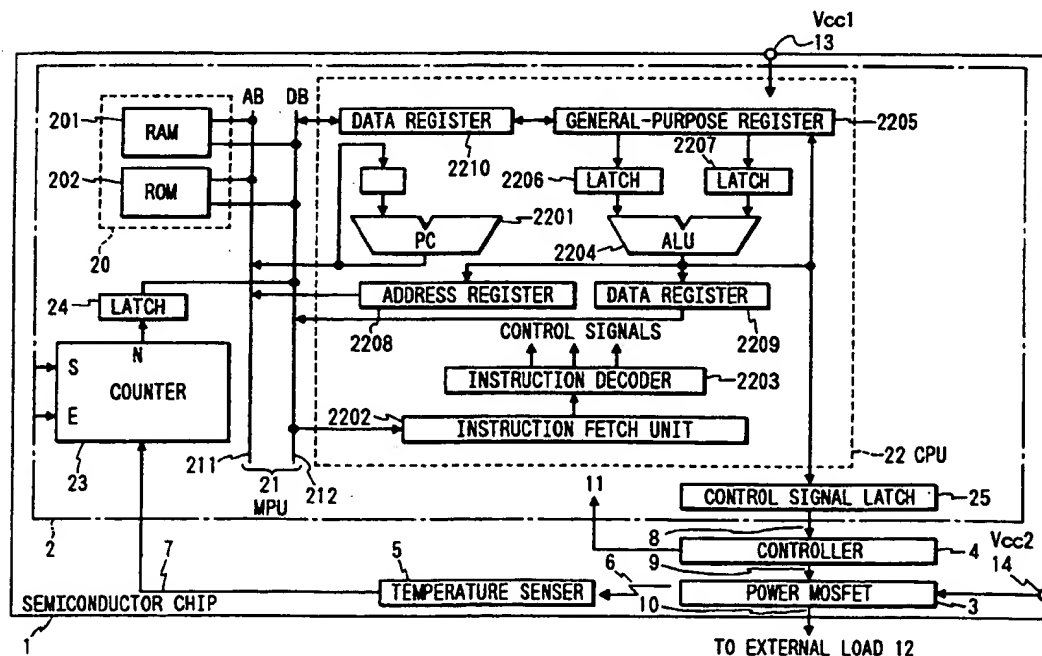 Vcc1
13
AB DB
201
RAM
DATA REGISTER
GENERAL-PURPOSE REGISTER
2205
2210
2207
2206
LATCH
LATCH
202
ROM
2201
PC
ALU
2204
20
24
LATCH
ADDRESS REGISTER
DATA REGISTER
2208
CONTROL SIGNALS
2209
N
S
COUNTER
E
INSTRUCTION DECODER
2203
2202
INSTRUCTION FETCH UNIT
23
211
21
212
MPU
22 CPU
11
CONTROL SIGNAL LATCH
25
2
8
Vcc2
CONTROLLER
4
14
7
5
6
9
TEMPERATURE SENSER
10
POWER MOSFET
3
SEMICONDUCTOR CHIP
1
TO EXTERNAL LOAD 12